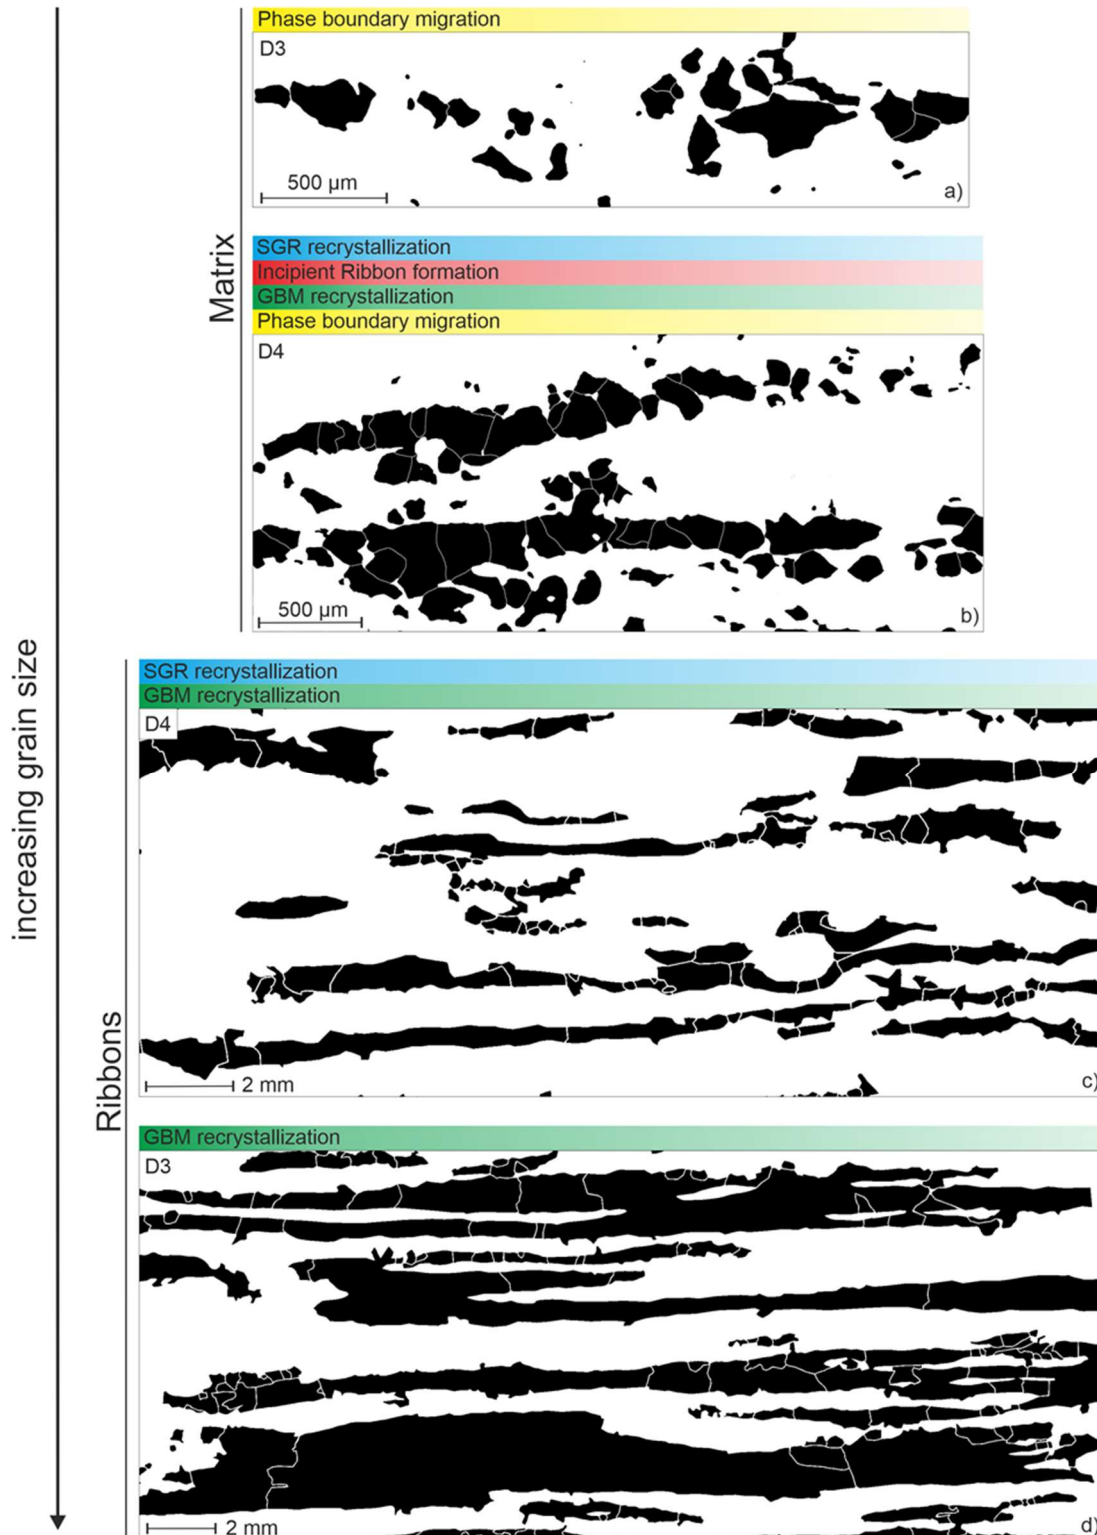 Phase boundary migration
D3
500 µm
a)
SGR recrystallization
Incipient Ribbon formation
GBM recrystallization
Phase boundary migration
D4
500 µm
b)
Matrix
SGR recrystallization
GBM recrystallization
D4
2 mm
c)
GBM recrystallization
D3
2 mm
d)
Ribbons
increasing grain size